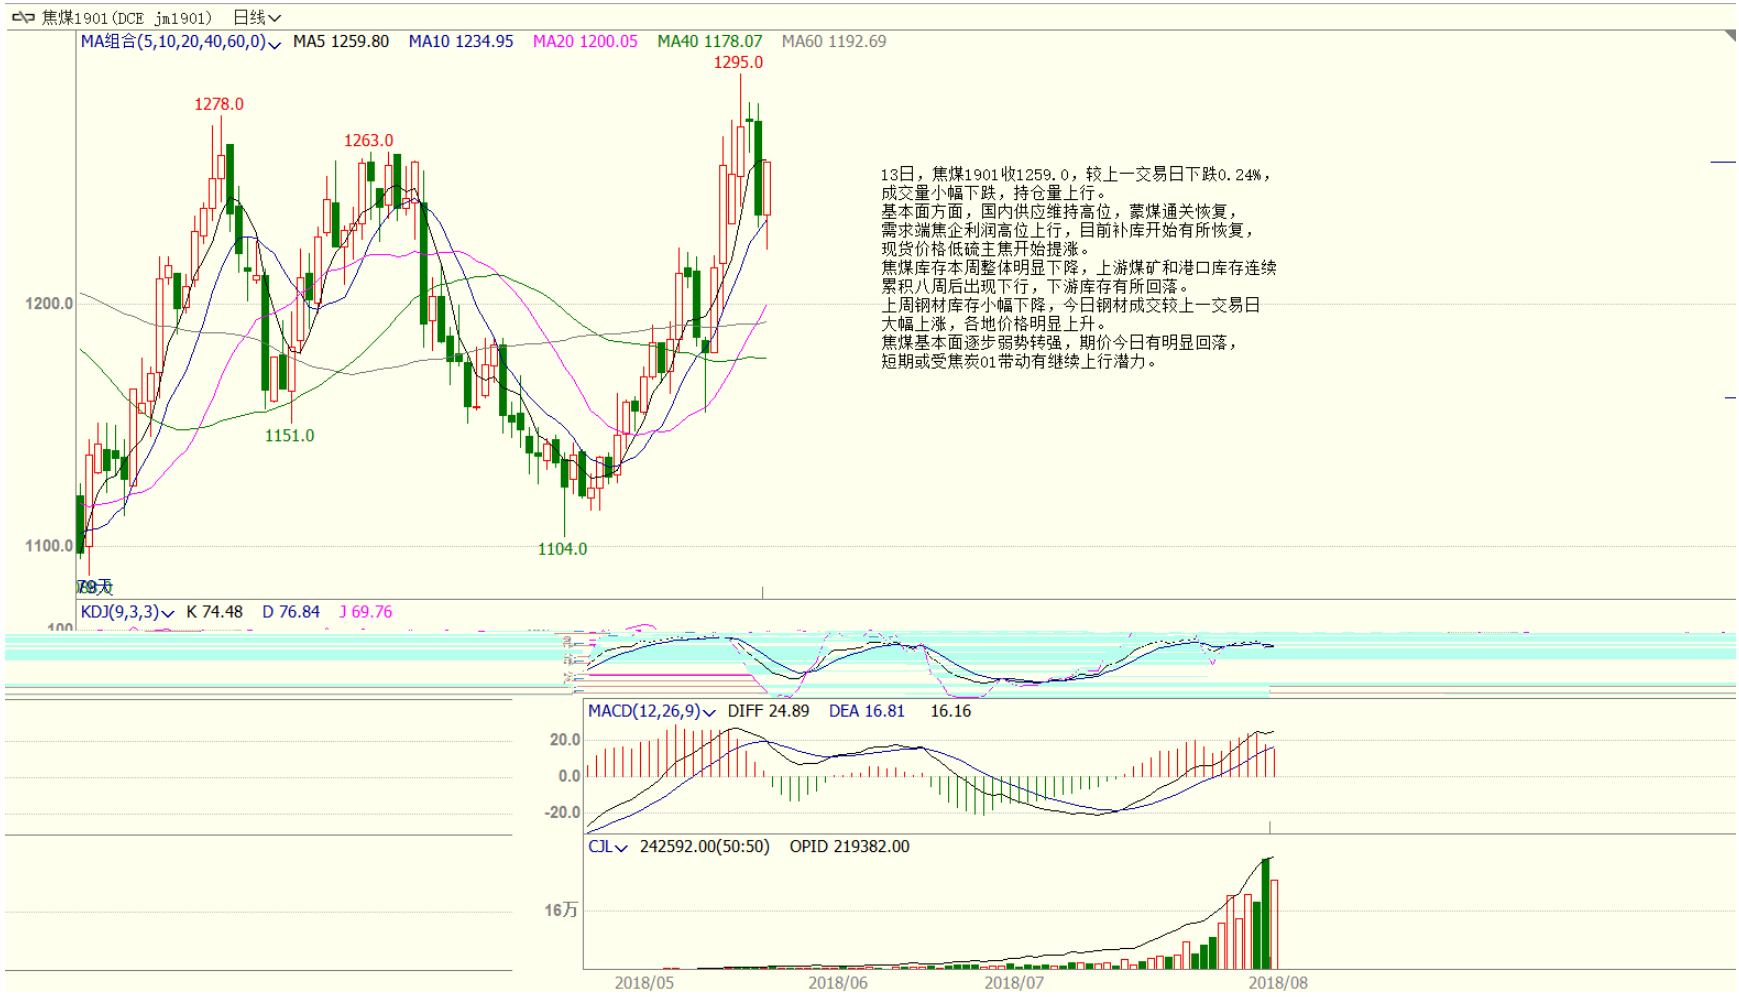 焦煤1901(DCE jm1901) 日线
MA组合(5,10,20,40,60,0) MA5 1259.80 MA10 1234.95 MA20 1200.05 MA40 1178.07 MA60 1192.69
1295.0
1278.0
1263.0
13日，焦煤1901收1259.0，较上一交易日下跌0.24%，
成交量小幅下跌，持仓量上行。
基本面方面，国内供应维持高位，蒙煤通关恢复，
需求端焦企利润高位上行，目前补库开始有所恢复，
现货价格低硫主焦开始提涨。
焦煤库存本周整体明显下降，上游煤矿和港口库存连续
累积八周后出现下行，下游库存有所回落。
上周钢材库存小幅下降，今日钢材成交较上一交易日
大幅上涨，各地价格明显上升。
焦煤基本面逐步弱势转强，期价今日有明显回落，
短期或受焦炭01带动有继续上行潜力。
1200.0
1151.0
1100.0
1104.0
KDJ(9,3,3) K 74.48 D 76.84 J 69.76
100
MACD(12,26,9) DIFF 24.89 DEA 16.81 16.16
20.0
0.0
-20.0
CJL 242592.00(50:50) OPID 219382.00
16万
2018/05 2018/06 2018/07 2018/08